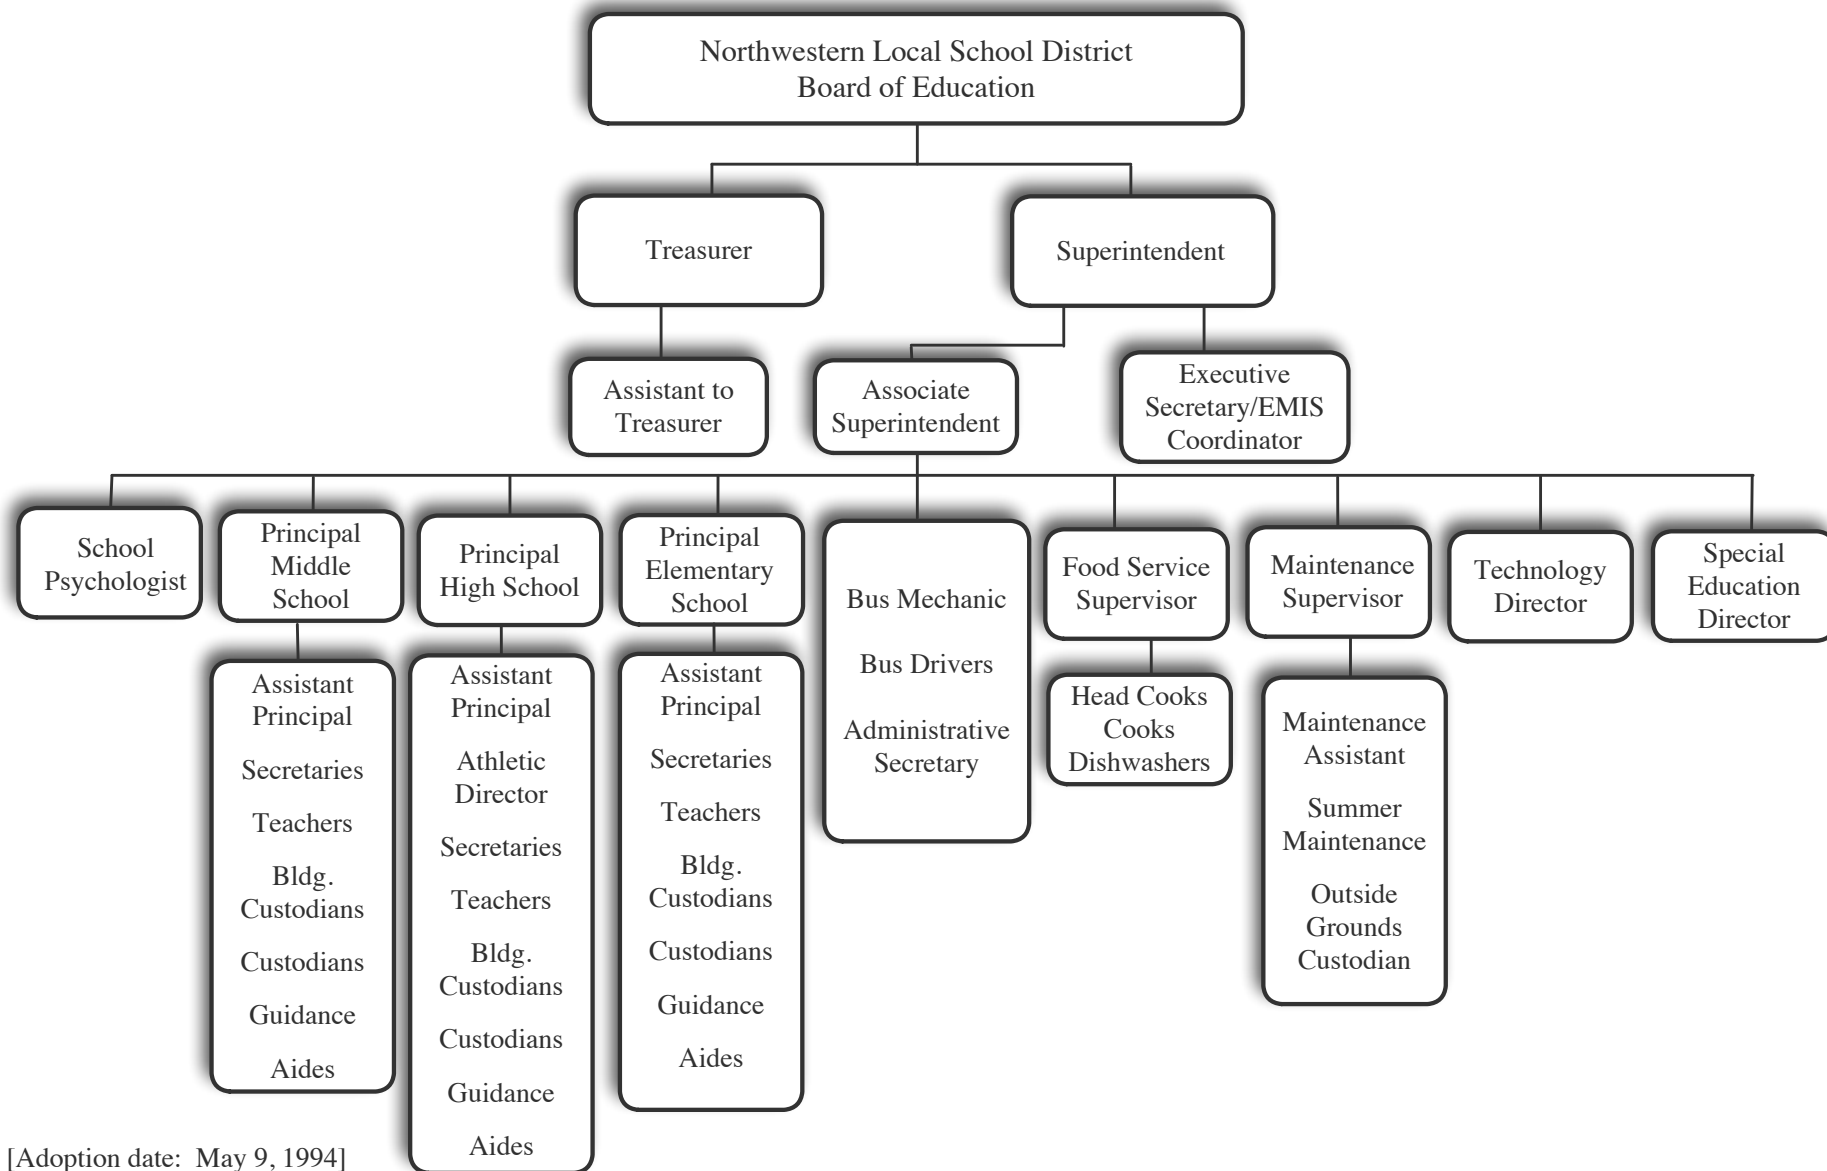 Northwestern Local School District
Board of Education
Treasurer
Superintendent
Assistant to
Treasurer
Associate
Superintendent
Executive
Secretary/EMIS
Coordinator
School
Psychologist
Principal
Middle
School
Principal
High School
Principal
Elementary
School
Bus Mechanic
Bus Drivers
Administrative
Secretary
Food Service
Supervisor
Maintenance
Supervisor
Technology
Director
Special
Education
Director
Assistant
Principal
Secretaries
Teachers
Bldg.
Custodians
Custodians
Guidance
Aides
Assistant
Principal
Athletic
Director
Secretaries
Teachers
Bldg.
Custodians
Custodians
Guidance
Aides
Assistant
Principal
Secretaries
Teachers
Bldg.
Custodians
Custodians
Guidance
Aides
Head Cooks
Cooks
Dishwashers
Maintenance
Assistant
Summer
Maintenance
Outside
Grounds
Custodian
[Adoption date:  May 9, 1994]